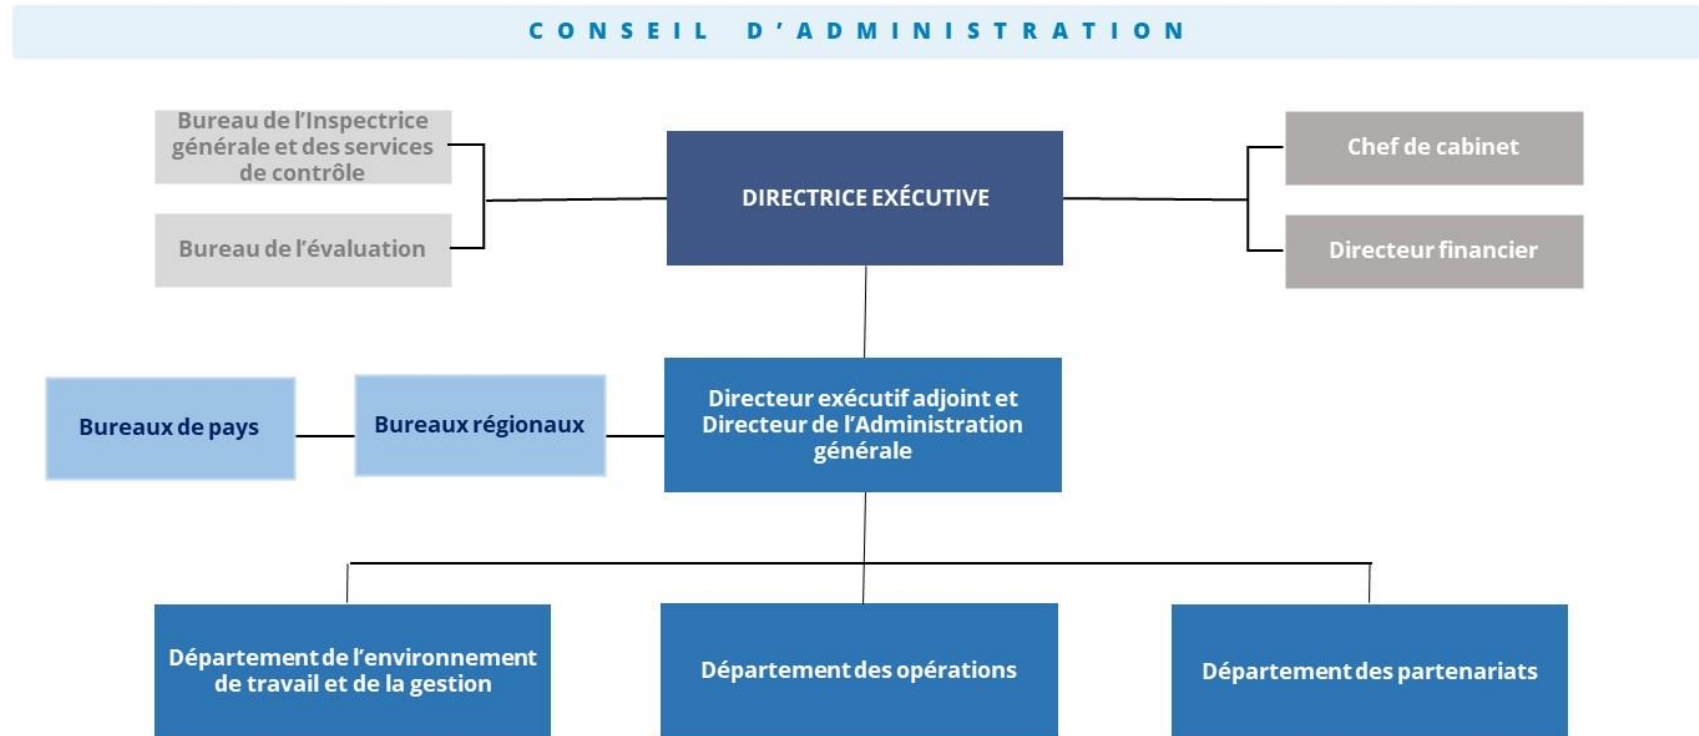 CONSEIL D’ADMINISTRATION
Bureau de l’Inspectrice
générale et des services
de contrôle
Chef de cabinet
DIRECTRICE EXÉCUTIVE
Bureau de l’évaluation
Directeur financier
Bureaux de pays
Bureaux régionaux
Directeur exécutif adjoint et
Directeur de l’Administration
générale
Département de l’environnement
de travail et de la gestion
Département des opérations
Département des partenariats